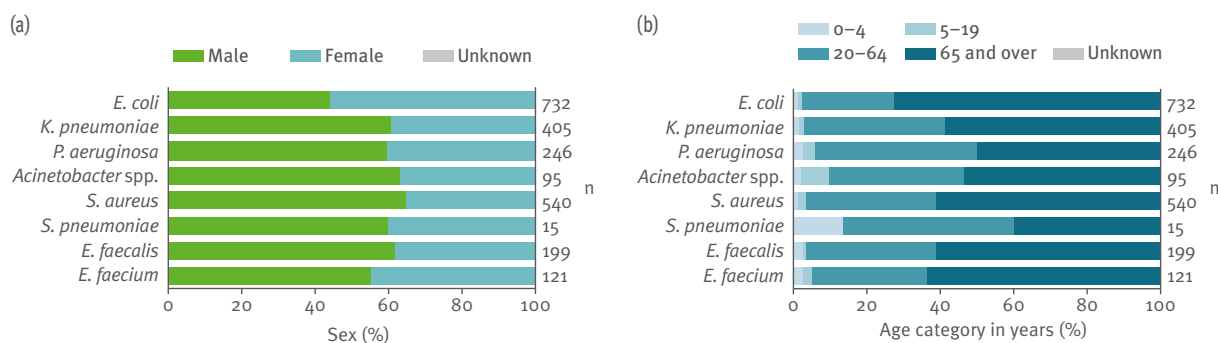 (a)
Male Female Unknown
E. coli 732
K. pneumoniae 405
P. aeruginosa 246
Acinetobacter spp. 95
S. aureus 540
S. pneumoniae 15
E. faecalis 199
E. faecium 121
n
0 20 40 60 80 100
Sex (%)
(b)
0–4 5–19
20–64 65 and over Unknown
E. coli 732
K. pneumoniae 405
P. aeruginosa 246
Acinetobacter spp. 95
S. aureus 540
S. pneumoniae 15
E. faecalis 199
E. faecium 121
n
0 20 40 60 80 100
Age category in years (%)